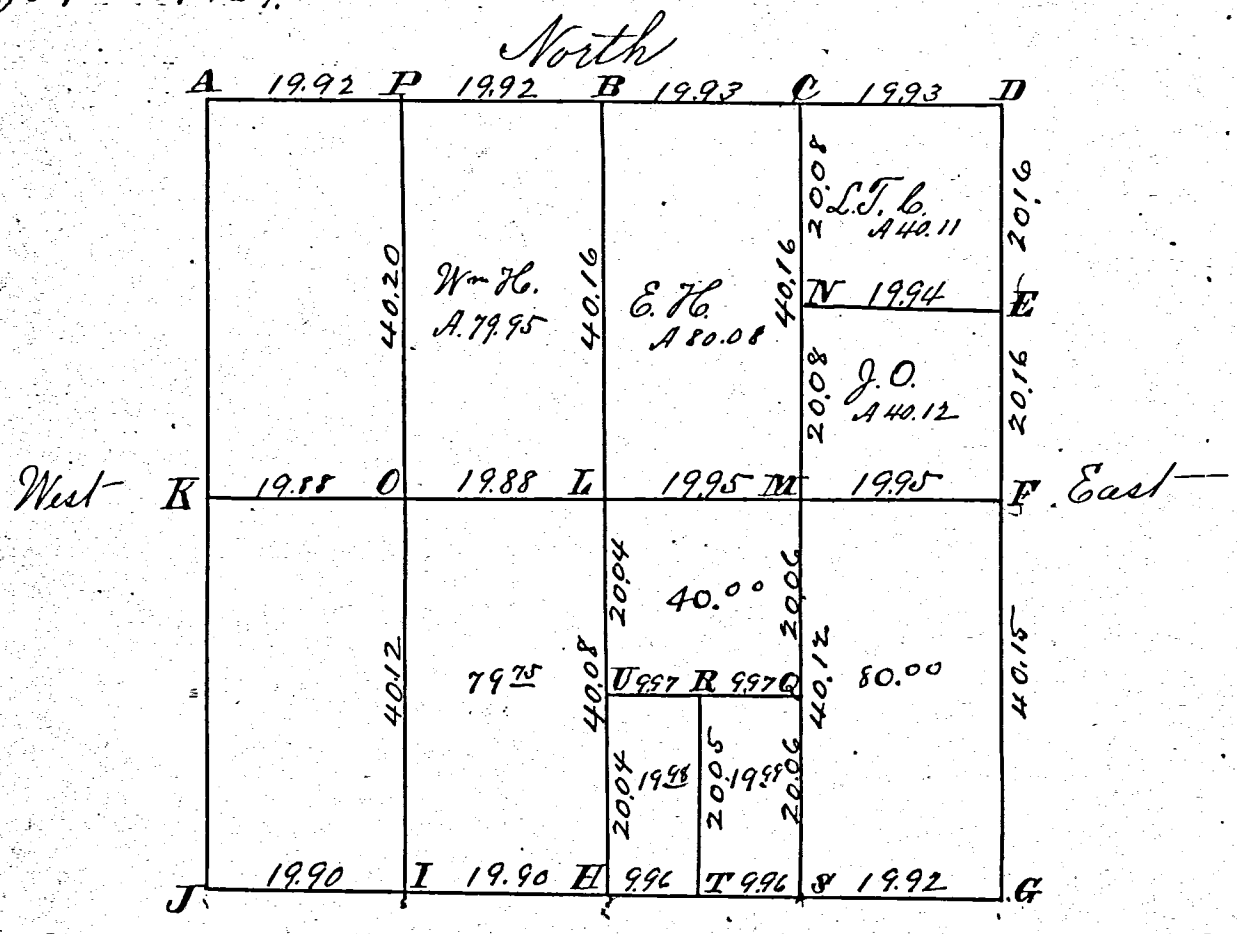 North
A 19.92 P 19.92 B 19.93 C 19.93 D
20.08
L.T.C.
A 40.11
20.16
40.20
Wm H.
A. 79.95
40.16
E. H.
A 80.08
40.16
N 19.94 E
20.08
J. O.
A 40.12
20.16
West K 19.88 O 19.88 L 19.95 M 19.95 F East
20.04
40.00
20.06
40.12
79 75
40.08
U 9.97 R 9.97 Q
40.12
80.00
40.15
20.04
19 98
20.05
19 99
20.06
J 19.90 I 19.90 H 9.96 T 9.96 S 19.92 G